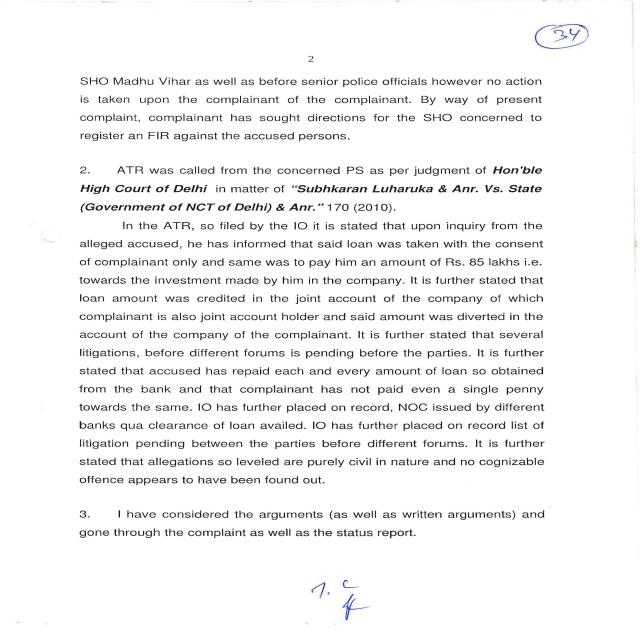 34
2
SHO Madhu Vihar as well as before senior police officials however no action
is taken upon the complainant of the complainant. By way of present
complaint, complainant has sought directions for the SHO concerned to
register an FIR against the accused persons.
2. ATR was called from the concerned PS as per judgment of Hon'ble
High Court of Delhi in matter of “Subhkaran Luharuka & Anr. Vs. State
(Government of NCT of Delhi) & Anr.” 170 (2010).
In the ATR, so filed by the IO it is stated that upon inquiry from the
alleged accused, he has informed that said loan was taken with the consent
of complainant only and same was to pay him an amount of Rs. 85 lakhs i.e.
towards the investment made by him in the company. It is further stated that
loan amount was credited in the joint account of the company of which
complainant is also joint account holder and said amount was diverted in the
account of the company of the complainant. It is further stated that several
litigations, before different forums is pending before the parties. It is further
stated that accused has repaid each and every amount of loan so obtained
from the bank and that complainant has not paid even a single penny
towards the same. IO has further placed on record, NOC issued by different
banks qua clearance of loan availed. IO has further placed on record list of
litigation pending between the parties before different forums. It is further
stated that allegations so leveled are purely civil in nature and no cognizable
offence appears to have been found out.
3. I have considered the arguments (as well as written arguments) and
gone through the complaint as well as the status report.